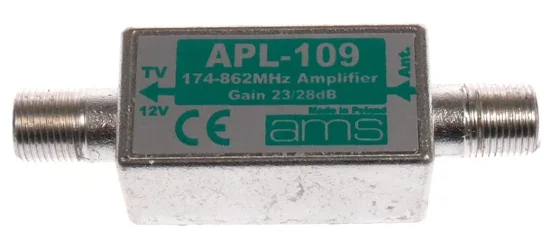 APL-109
TV
174-862MHz Amplifier
Ant.
12V
Gain 23/28dB
Made in Poland
CE
ams